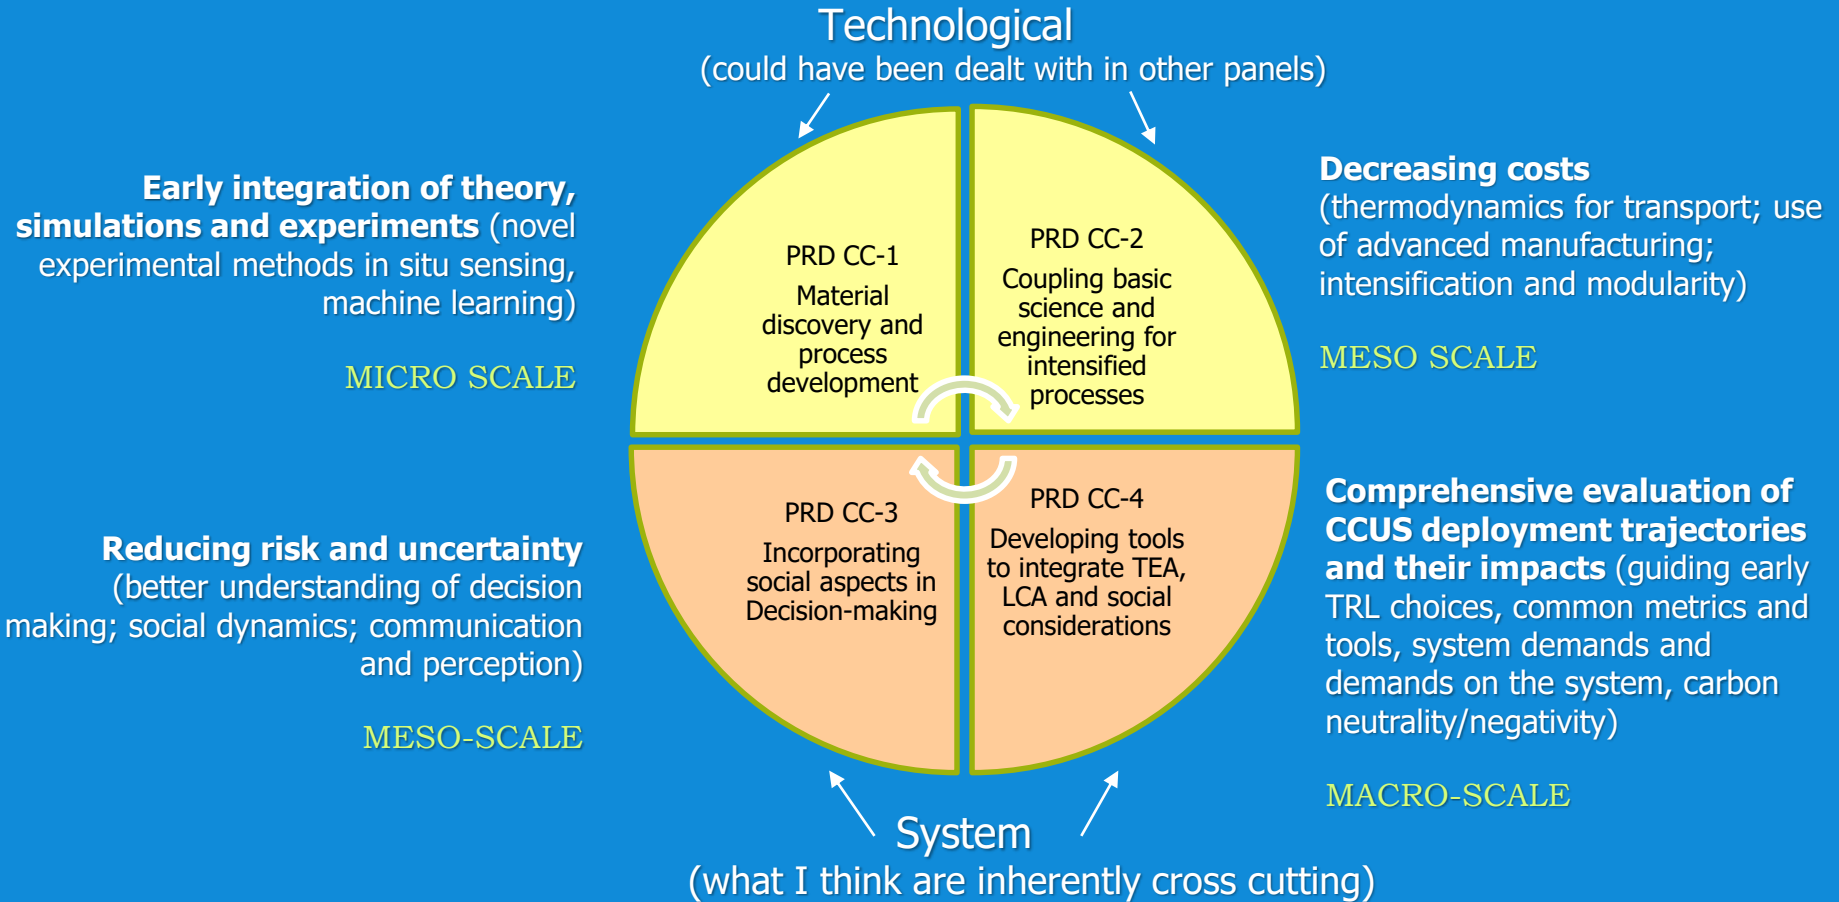 Technological
(could have been dealt with in other panels)
Early integration of theory,
simulations and experiments (novel
experimental methods in situ sensing,
machine learning)
MICRO SCALE
PRD CC-1
Material
discovery and
process
development
PRD CC-2
Coupling basic
science and
engineering for
intensified
processes
Decreasing costs
(thermodynamics for transport; use
of advanced manufacturing;
intensification and modularity)
MESO SCALE
Reducing risk and uncertainty
(better understanding of decision
making; social dynamics; communication
and perception)
MESO-SCALE
PRD CC-3
Incorporating
social aspects in
Decision-making
PRD CC-4
Developing tools
to integrate TEA,
LCA and social
considerations
Comprehensive evaluation of
CCUS deployment trajectories
and their impacts (guiding early
TRL choices, common metrics and
tools, system demands and
demands on the system, carbon
neutrality/negativity)
MACRO-SCALE
System
(what I think are inherently cross cutting)